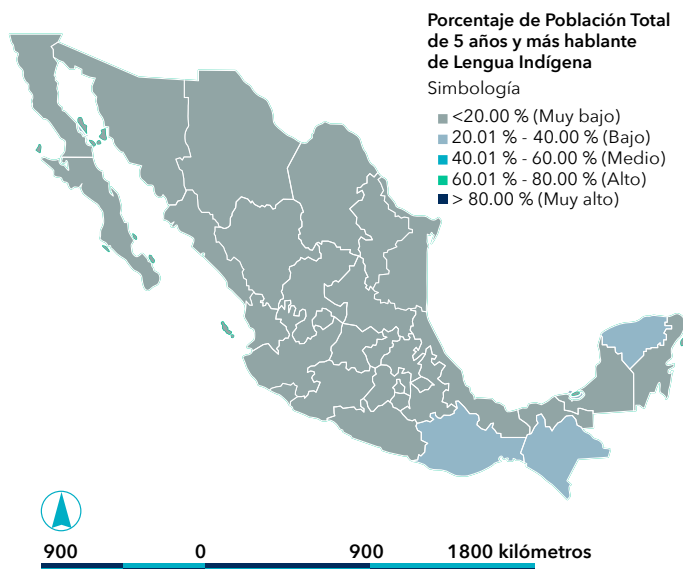 Porcentaje de Población Total
de 5 años y más hablante
de Lengua Indígena
Simbología
<20.00 % (Muy bajo)
20.01 % - 40.00 % (Bajo)
40.01 % - 60.00 % (Medio)
60.01 % - 80.00 % (Alto)
> 80.00 % (Muy alto)
900 0 900 1800 kilómetros